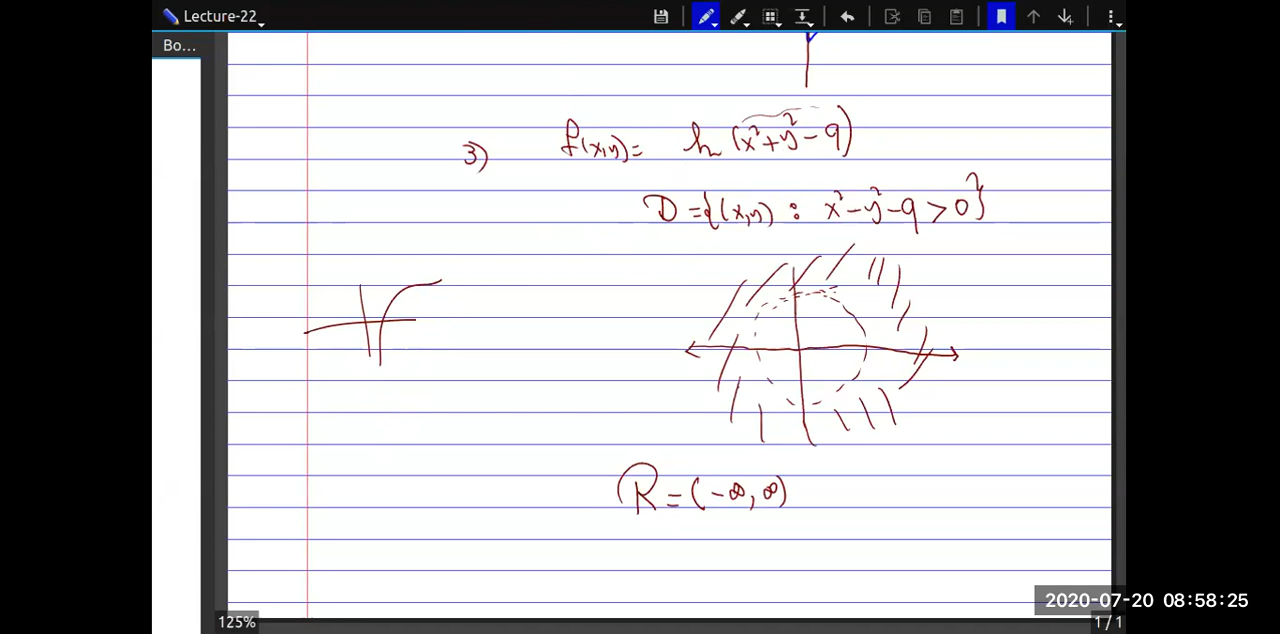 Lecture-22
Bo...
3) f(x,y) = ln (x²+y²-9)
D = {(x,y) : x²-y²-9 > 0}
R = (-∞, ∞)
2020-07-20 08:58:25
125%
1/1